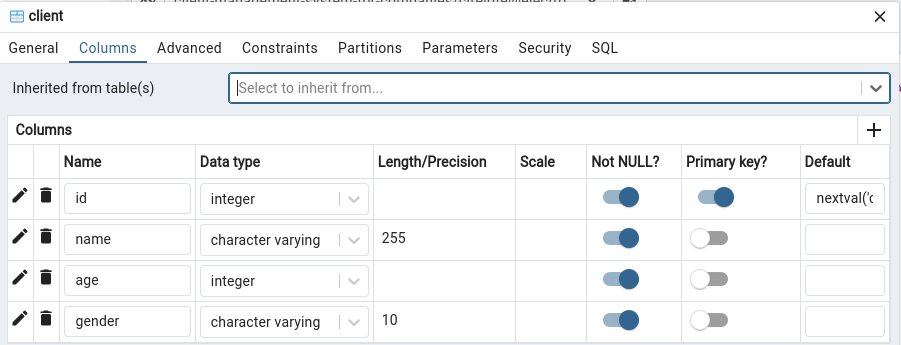 client
General Columns Advanced Constraints Partitions Parameters Security SQL
Inherited from table(s) Select to inherit from...
Columns
Name Data type Length/Precision Scale Not NULL? Primary key? Default
id integer nextval('c
name character varying 255
age integer
gender character varying 10